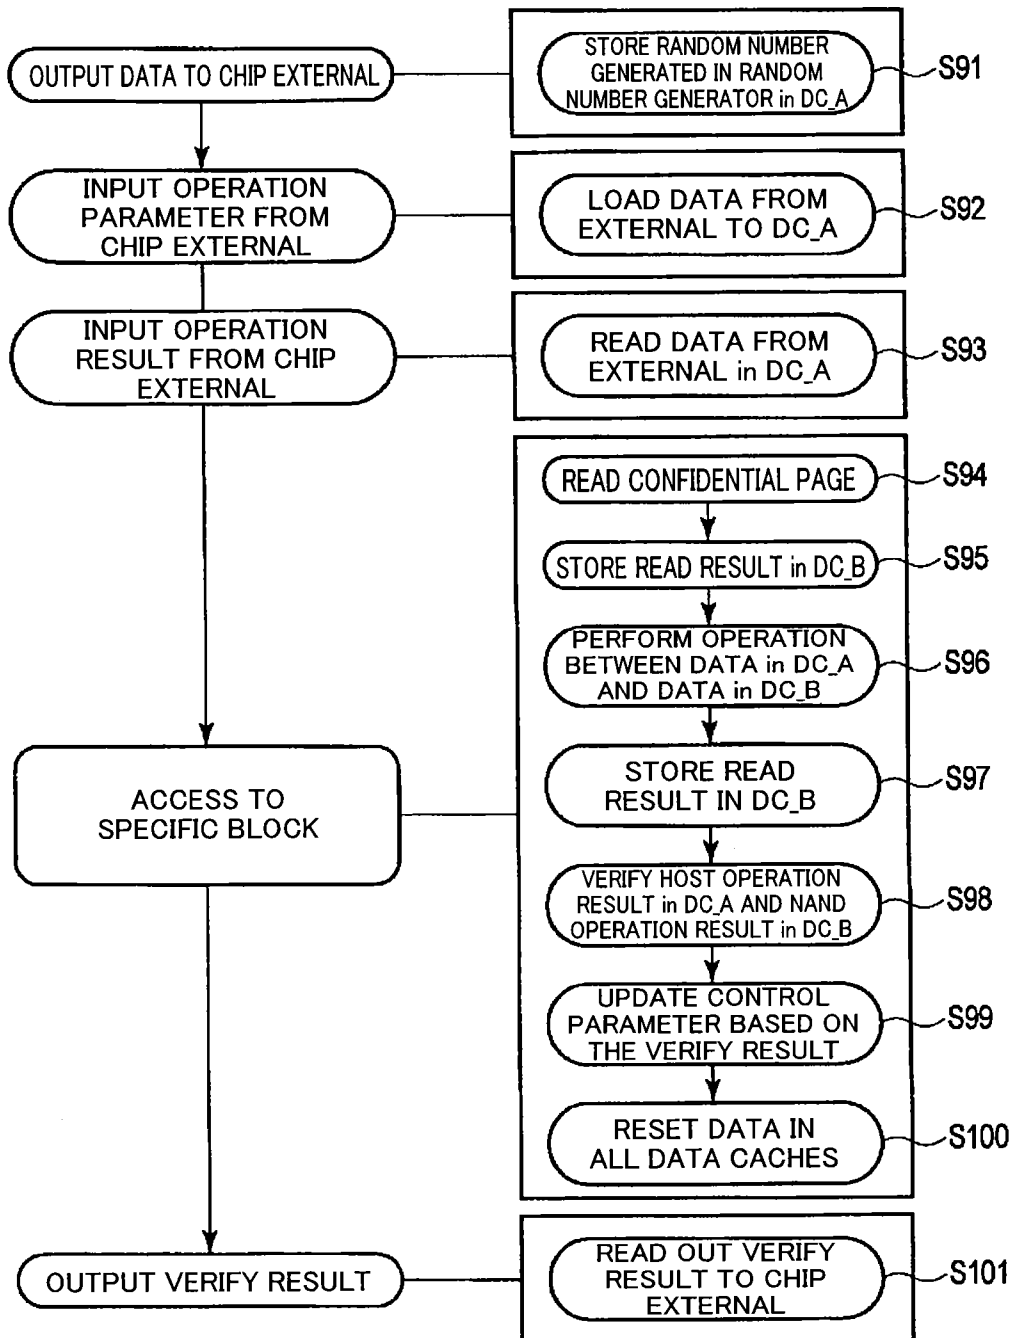 OUTPUT DATA TO CHIP EXTERNAL
STORE RANDOM NUMBER
GENERATED IN RANDOM
NUMBER GENERATOR in DC_A
S91
INPUT OPERATION
PARAMETER FROM
CHIP EXTERNAL
LOAD DATA FROM
EXTERNAL TO DC_A
S92
INPUT OPERATION
RESULT FROM CHIP
EXTERNAL
READ DATA FROM
EXTERNAL in DC_A
S93
ACCESS TO
SPECIFIC BLOCK
READ CONFIDENTIAL PAGE
S94
STORE READ RESULT in DC_B
S95
PERFORM OPERATION
BETWEEN DATA in DC_A
AND DATA in DC_B
S96
STORE READ
RESULT IN DC_B
S97
VERIFY HOST OPERATION
RESULT in DC_A AND NAND
OPERATION RESULT in DC_B
S98
UPDATE CONTROL
PARAMETER BASED ON
THE VERIFY RESULT
S99
RESET DATA IN
ALL DATA CACHES
S100
OUTPUT VERIFY RESULT
READ OUT VERIFY
RESULT TO CHIP
EXTERNAL
S101